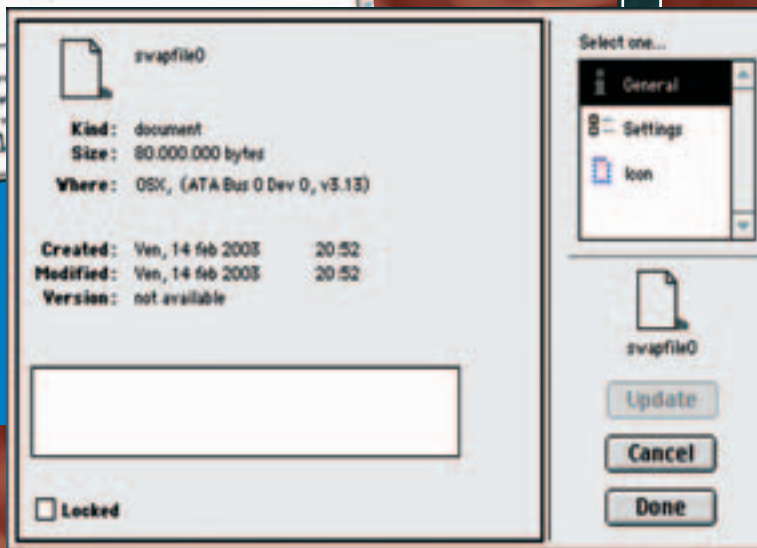 swapfile0
Kind: document
Size: 80.000.000 bytes
Where: OSX, (ATA Bus 0 Dev 0, v3.13)
Created: Ven, 14 feb 2003 20:52
Modified: Ven, 14 feb 2003 20:52
Version: not available
Locked
Select one...
General
Settings
Icon
swapfile0
Update
Cancel
Done